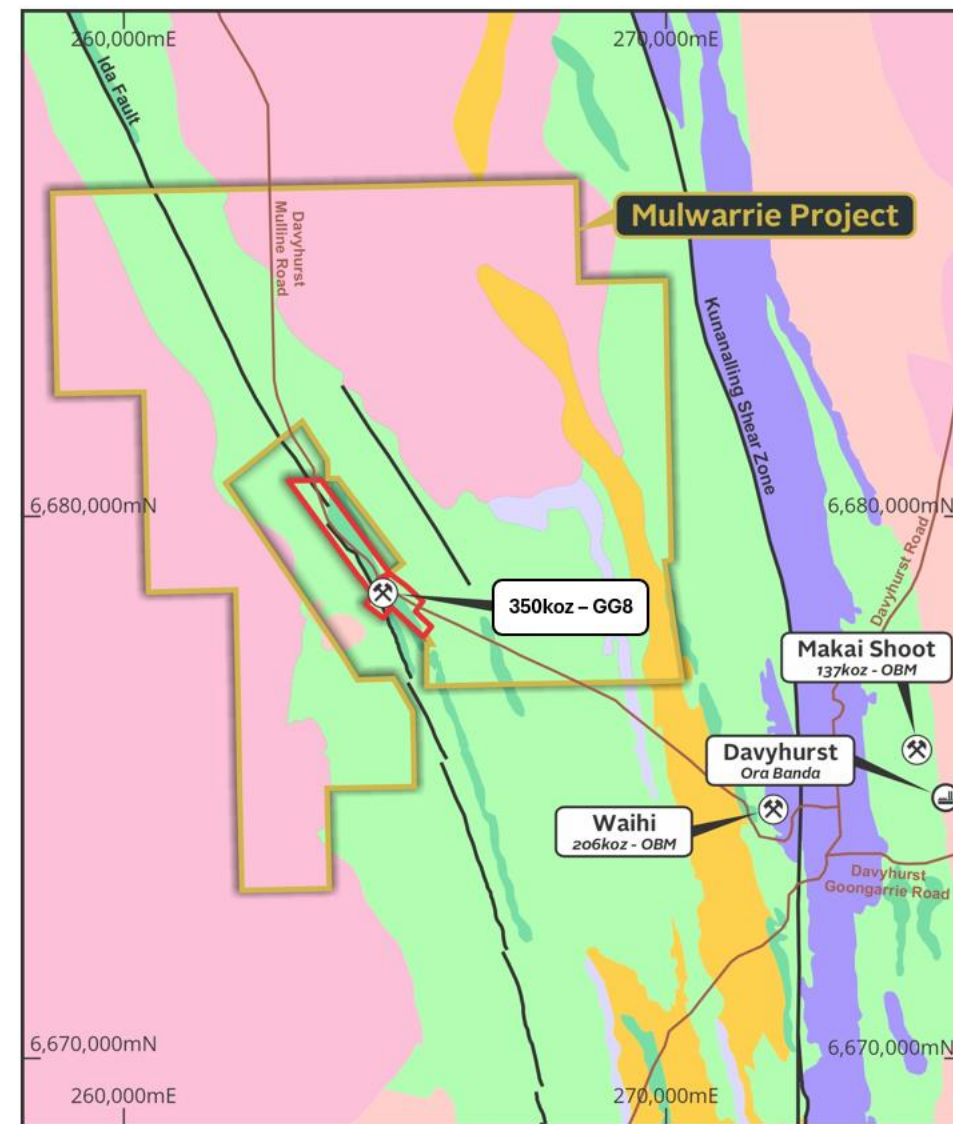 260,000mE
270,000mE
Ida Fault
Davyhurst
Mulline Road
Mulwarrie Project
Kunanalling Shear Zone
6,680,000mN
6,680,000mN
Davyhurst Road
350koz – GG8
Makai Shoot
137koz - OBM
Davyhurst
Ora Banda
Waihi
206koz - OBM
Davyhurst
Goongarrie Road
6,670,000mN
6,670,000mN
260,000mE
270,000mE